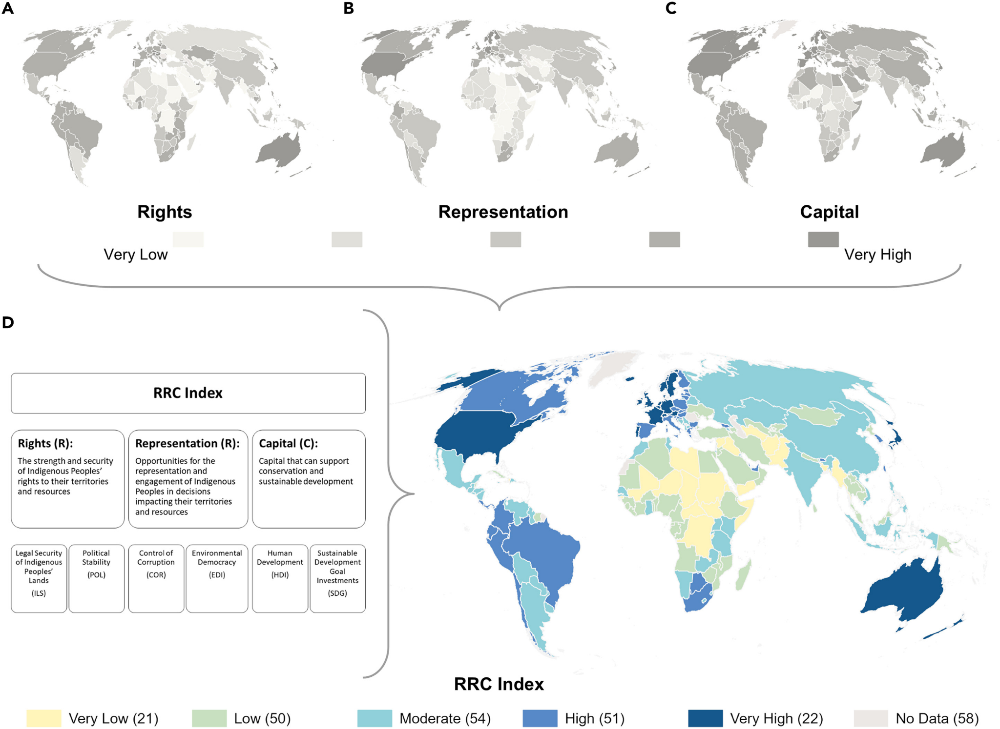 A
B
C
Rights
Representation
Capital
Very Low
Very High
D
RRC Index
Rights (R):
The strength and security
of Indigenous Peoples’
rights to their territories
and resources
Representation (R):
Opportunities for the
representation and
engagement of Indigenous
Peoples in decisions
impacting their territories
and resources
Capital (C):
Capital that can support
conservation and
sustainable development
Legal Security
of Indigenous
Peoples’
Lands
(ILS)
Political
Stability
(POL)
Control of
Corruption
(COR)
Environmental
Democracy
(EDI)
Human
Development
(HDI)
Sustainable
Development
Goal
Investments
(SDG)
RRC Index
Very Low (21)
Low (50)
Moderate (54)
High (51)
Very High (22)
No Data (58)